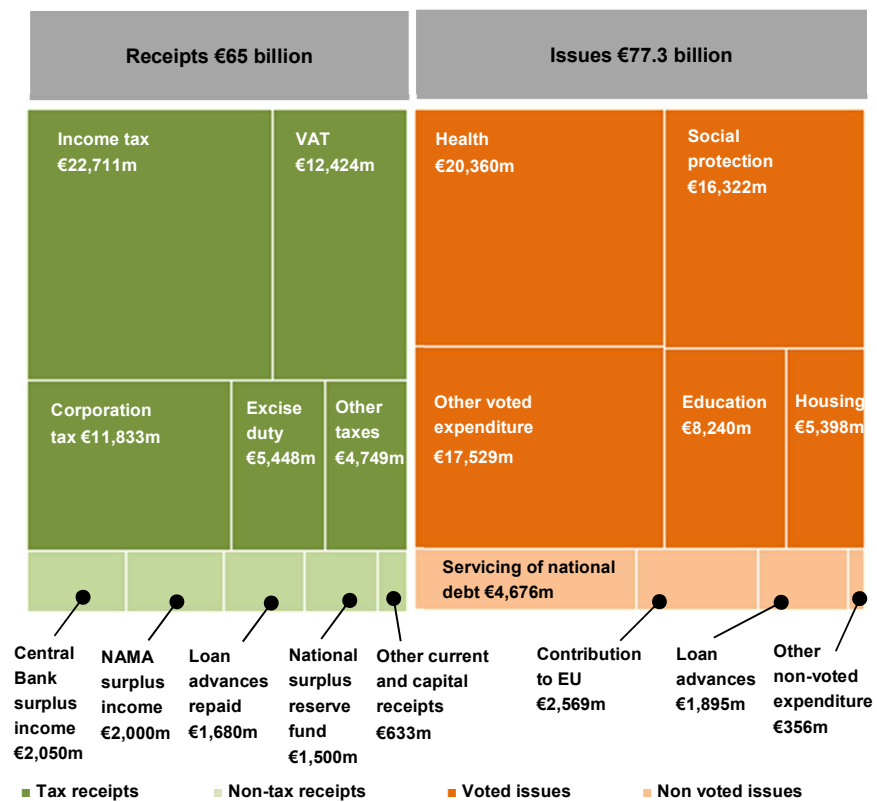 Receipts €65 billion
Issues €77.3 billion
Income tax
€22,711m
VAT
€12,424m
Health
€20,360m
Social
protection
€16,322m
Corporation
tax €11,833m
Excise
duty
€5,448m
Other
taxes
€4,749m
Other voted
expenditure
€17,529m
Education
€8,240m
Housing
€5,398m
Servicing of national
debt €4,676m
Central
Bank
surplus
income
€2,050m
NAMA
surplus
income
€2,000m
Loan
advances
repaid
€1,680m
National
surplus
reserve
fund
€1,500m
Other current
and capital
receipts
€633m
Contribution
to EU
€2,569m
Loan
advances
€1,895m
Other
non-voted
expenditure
€356m
Tax receipts
Non-tax receipts
Voted issues
Non voted issues